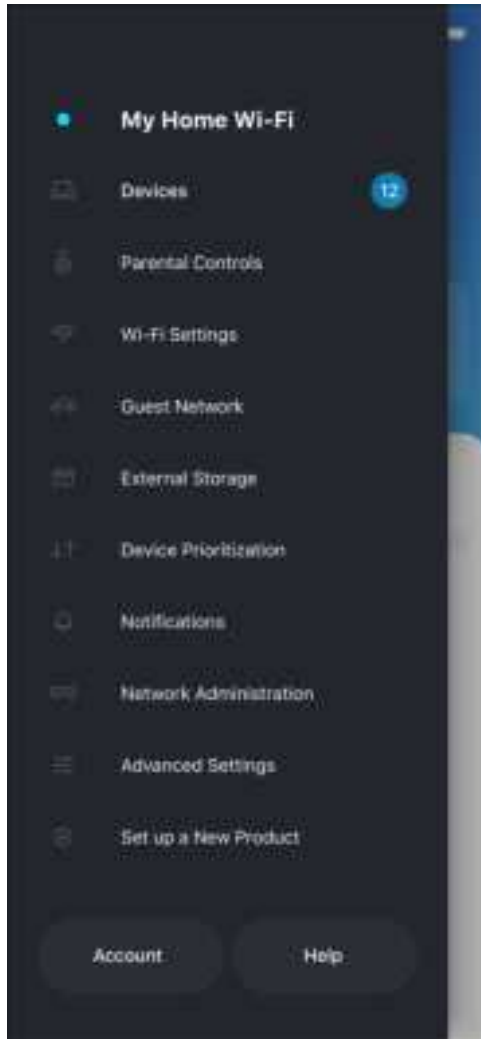 My Home Wi-Fi
Devices
12
Parental Controls
Wi-Fi Settings
Guest Network
External Storage
Device Prioritization
Notifications
Network Administration
Advanced Settings
Set up a New Product
Account
Help